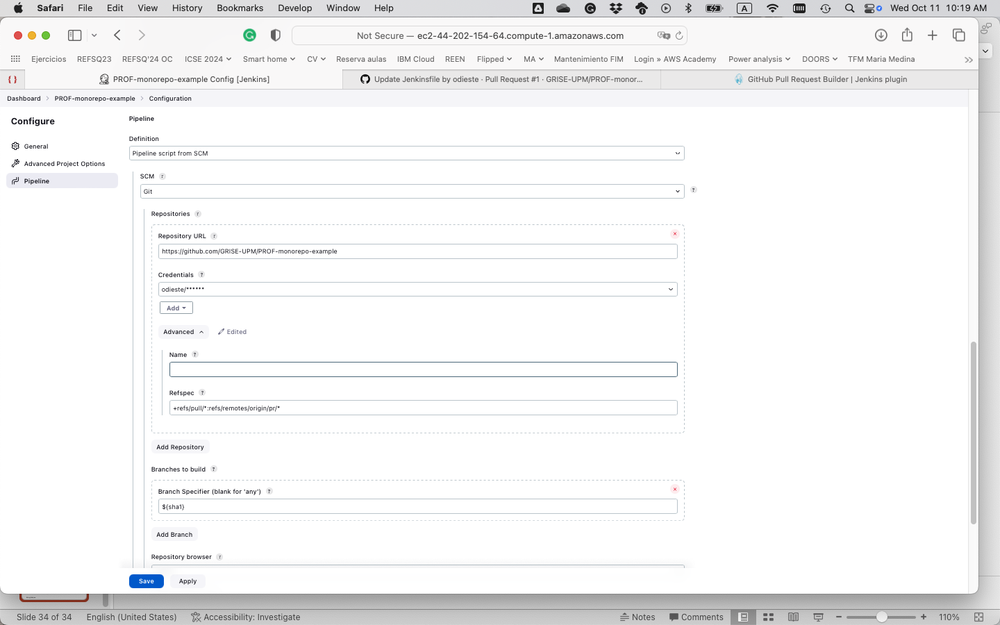 Safari File Edit View History Bookmarks Develop Window Help A Wed Oct 11 10:19 AM
Not Secure — ec2-44-202-154-64.compute-1.amazonaws.com
Ejercicios REFSQ23 REFSQ'24 OC ICSE 2024 Smart home CV Reserva aulas IBM Cloud REEN Flipped MA Mantenimiento FIM Login » AWS Academy Power analysis DOORS TFM Maria Medina >>
PROF-monorepo-example Config [Jenkins] Update Jenkinsfile by odieste · Pull Request #1 · GRISE-UPM/PROF-monor... GitHub Pull Request Builder | Jenkins plugin
Dashboard > PROF-monorepo-example > Configuration
Configure
General
Advanced Project Options
Pipeline
Pipeline
Definition
Pipeline script from SCM
SCM ?
Git ?
Repositories ?
Repository URL ?
https://github.com/GRISE-UPM/PROF-monorepo-example
Credentials ?
odieste/******
Add
Advanced Edited
Name ?
Refspec ?
+refs/pull/*:refs/remotes/origin/pr/*
Add Repository
Branches to build ?
Branch Specifier (blank for 'any') ?
${sha1}
Add Branch
Repository browser ?
Save Apply
Slide 34 of 34 English (United States) Accessibility: Investigate Notes Comments 110%